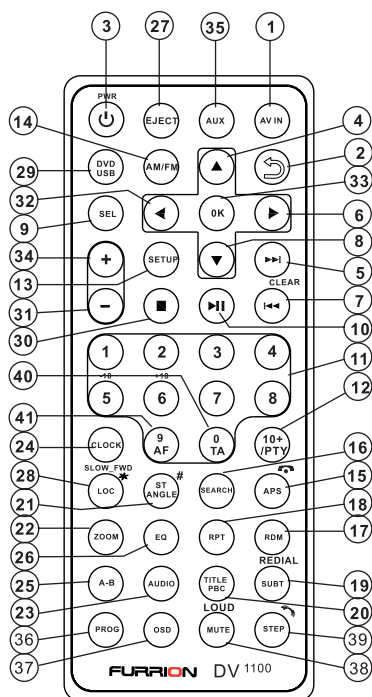 3 27 35 1
PWR
EJECT AUX AV IN
14 4
DVD USB AM/FM 2
29 33
32
SEL OK 6
9 8
34 + SETUP ▶▶I 5
13 CLEAR
31 - ▶II I◀◀ 7
30 10
1 2 3 4 11
40 -10 +10
5 6 7 8 12
41
24 CLOCK 9 AF 0 TA 10+ /PTY 16
SLOW_FWD * #
28 LOC ST ANGLE SEARCH APS 15
21 18
22 ZOOM EQ RPT RDM 17
26 REDIAL
25 A-B AUDIO TITLE PBC SUBT 19
23 LOUD 20
36 PROG OSD MUTE STEP 39
37 38
FURRION DV 1100